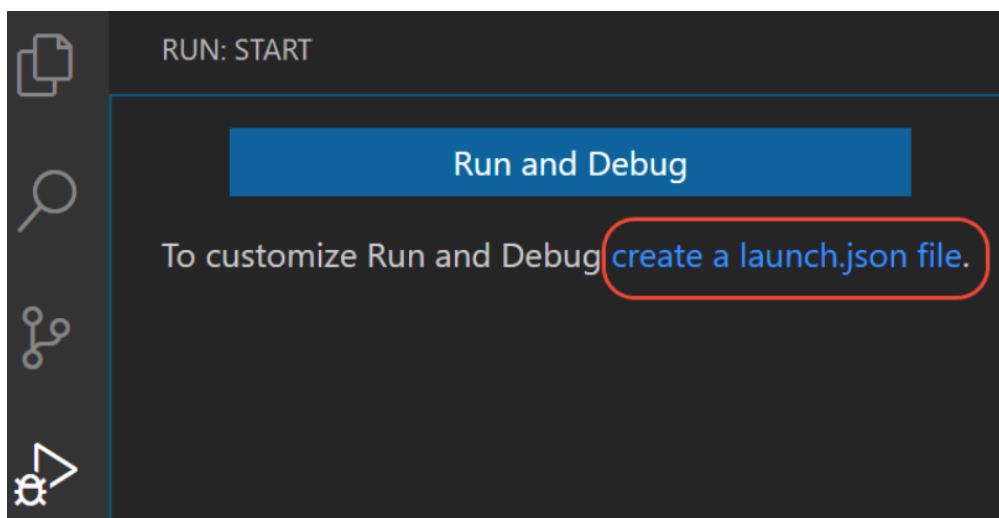 RUN: START
Run and Debug
To customize Run and Debug create a launch.json file.